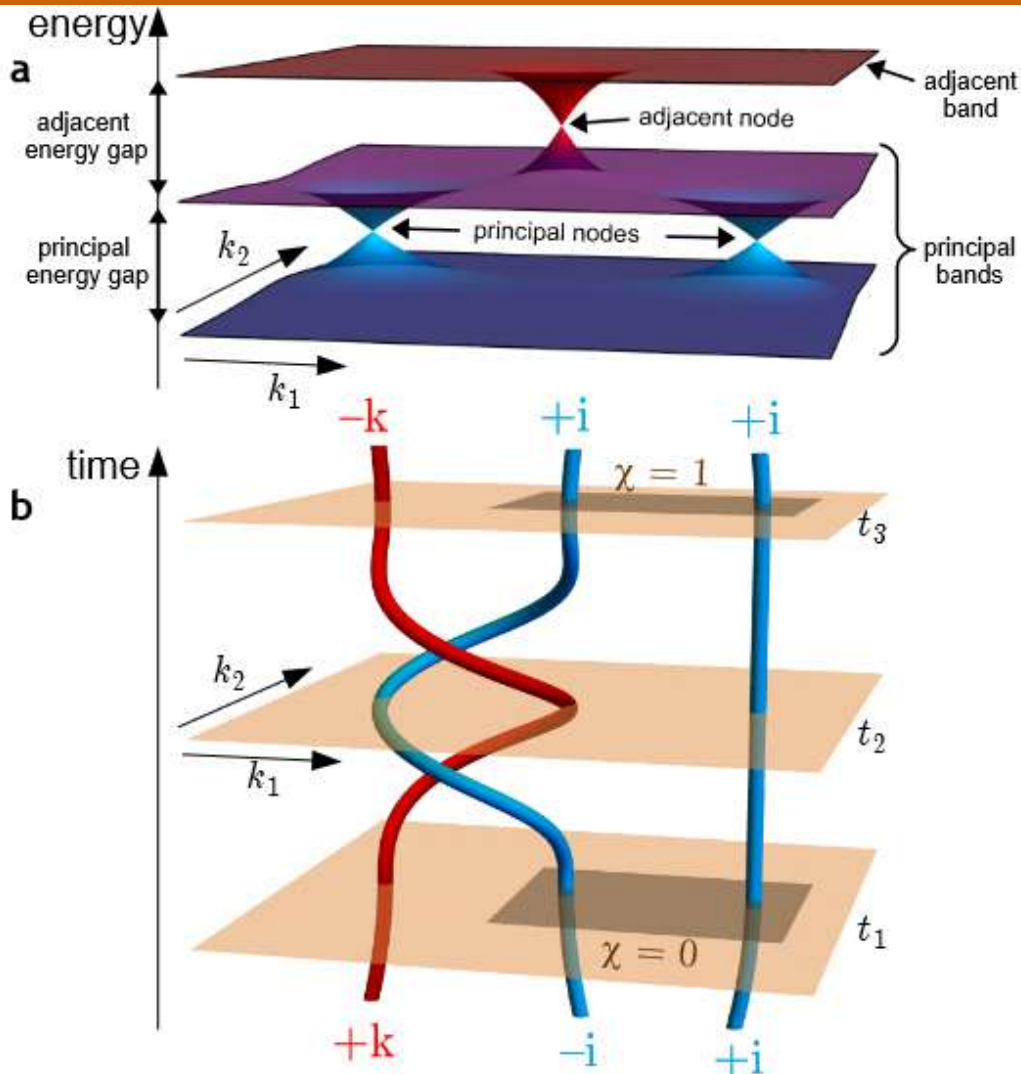 energy
a
adjacent
energy gap
principal
energy gap
adjacent
band
adjacent node
principal nodes
principal
bands
k₂
k₁
–k
+i
+i
time
b
χ = 1
t₃
k₂
k₁
t₂
χ = 0
t₁
+k
–i
+i